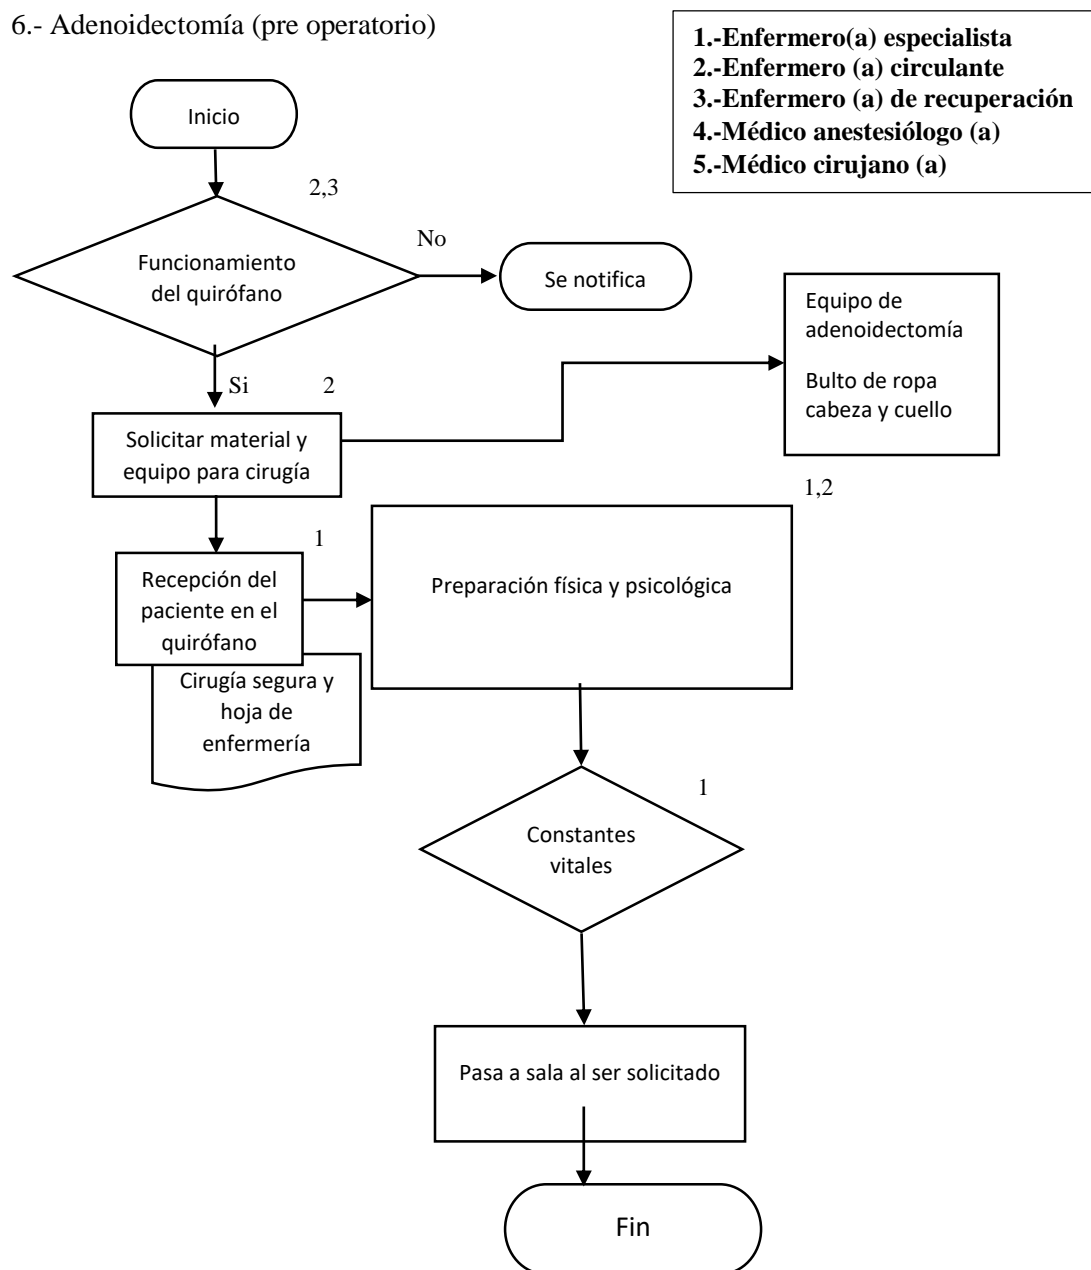 6.- Adenoidectomía (pre operatorio)
1.-Enfermero(a) especialista
2.-Enfermero (a) circulante
3.-Enfermero (a) de recuperación
4.-Médico anestesiólogo (a)
5.-Médico cirujano (a)
Inicio
2,3
Funcionamiento
del quirófano
No
Se notifica
Si
2
Solicitar material y
equipo para cirugía
Equipo de
adenoidectomía
Bulto de ropa
cabeza y cuello
1
Recepción del
paciente en el
quirófano
Cirugía segura y
hoja de
enfermería
1,2
Preparación física y psicológica
1
Constantes
vitales
Pasa a sala al ser solicitado
Fin